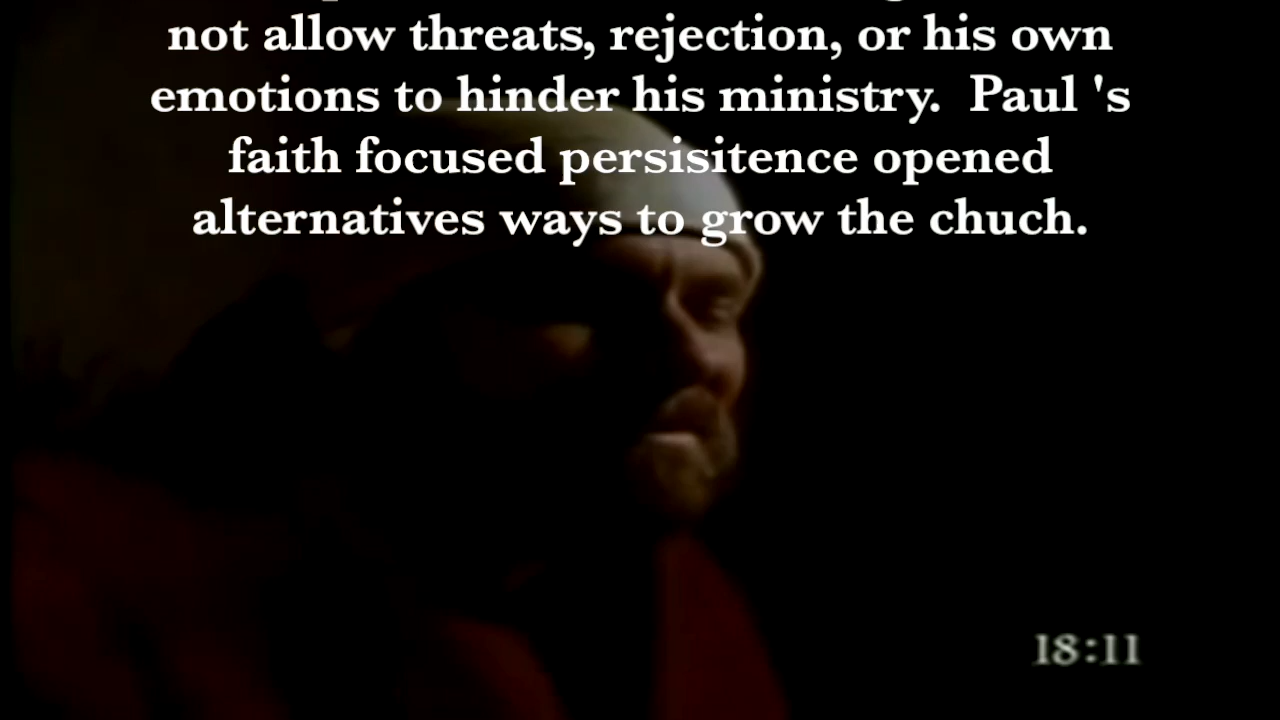 not allow threats, rejection, or his own
emotions to hinder his ministry.  Paul 's
faith focused persisitence opened
alternatives ways to grow the chuch.
18:11